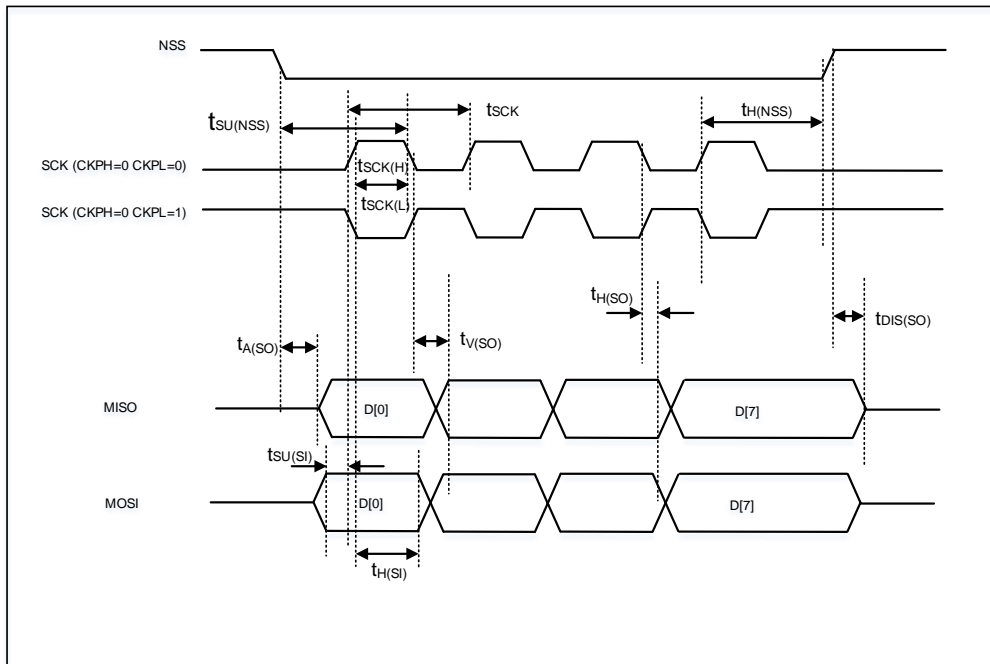 NSS
tSCK
tH(NSS)
tSU(NSS)
SCK (CKPH=0 CKPL=0)
tSCK(H)
tSCK(L)
SCK (CKPH=0 CKPL=1)
tH(SO)
tDIS(SO)
tV(SO)
tA(SO)
MISO
D[0]
D[7]
tSU(SI)
MOSI
D[0]
D[7]
tH(SI)